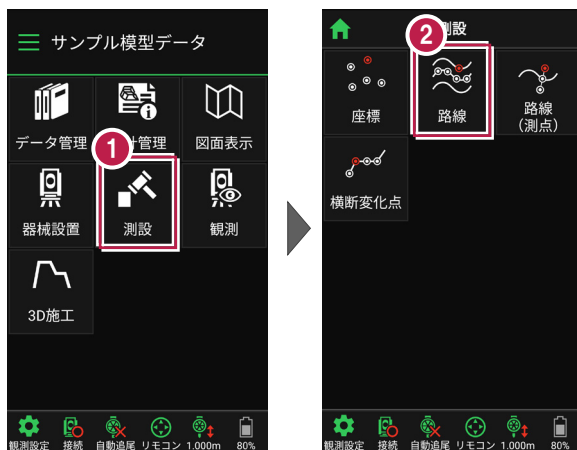 サンプル模型データ
データ管理
管理
図面表示
1
器械設置
測設
観測
3D施工
観測設定 接続 自動追尾 リモコン 1.000m 80%
2
測設
座標
路線
路線
(測点)
横断変化点
観測設定 接続 自動追尾 リモコン 1.000m 80%